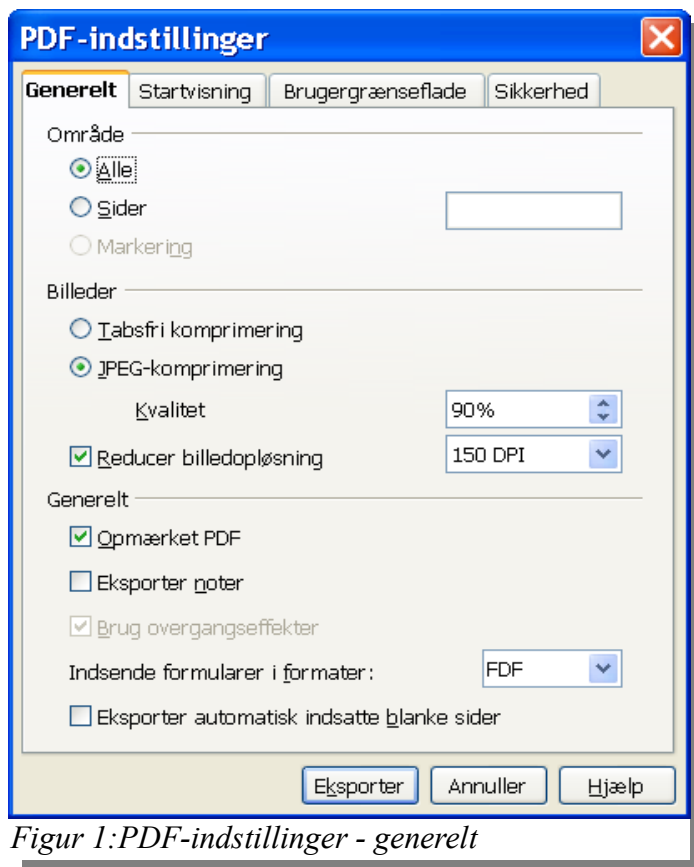 PDF-indstillinger
Generelt Startvisning Brugergrænseflade Sikkerhed
Område
Alle
Sider
Markering
Billeder
Tabsfri komprimering
JPEG-komprimering
Kvalitet 90%
Reducer billedopløsning 150 DPI
Generelt
Opmærket PDF
Eksporter noter
Brug overgangseffekter
Indsende formularer i formater: FDF
Eksporter automatisk indsatte blanke sider
Eksporter Annuller Hjælp
Figur 1:PDF-indstillinger - generelt